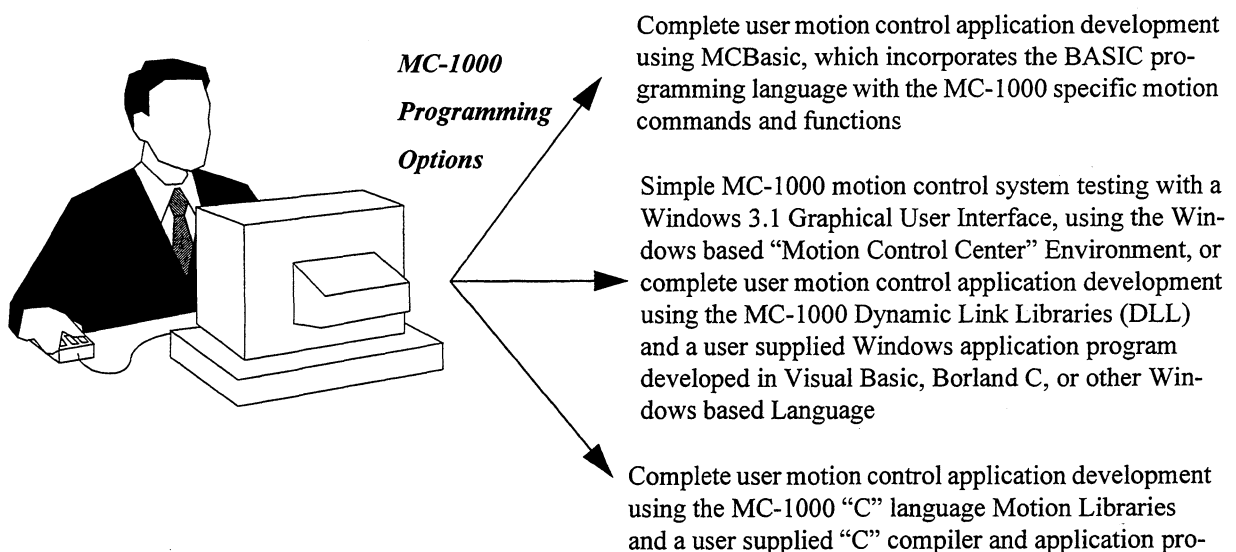 MC-1000
Programming
Options
Complete user motion control application development
using MCBasic, which incorporates the BASIC pro-
gramming language with the MC-1000 specific motion
commands and functions
Simple MC-1000 motion control system testing with a
Windows 3.1 Graphical User Interface, using the Win-
dows based “Motion Control Center” Environment, or
complete user motion control application development
using the MC-1000 Dynamic Link Libraries (DLL)
and a user supplied Windows application program
developed in Visual Basic, Borland C, or other Win-
dows based Language
Complete user motion control application development
using the MC-1000 “C” language Motion Libraries
and a user supplied “C” compiler and application pro-